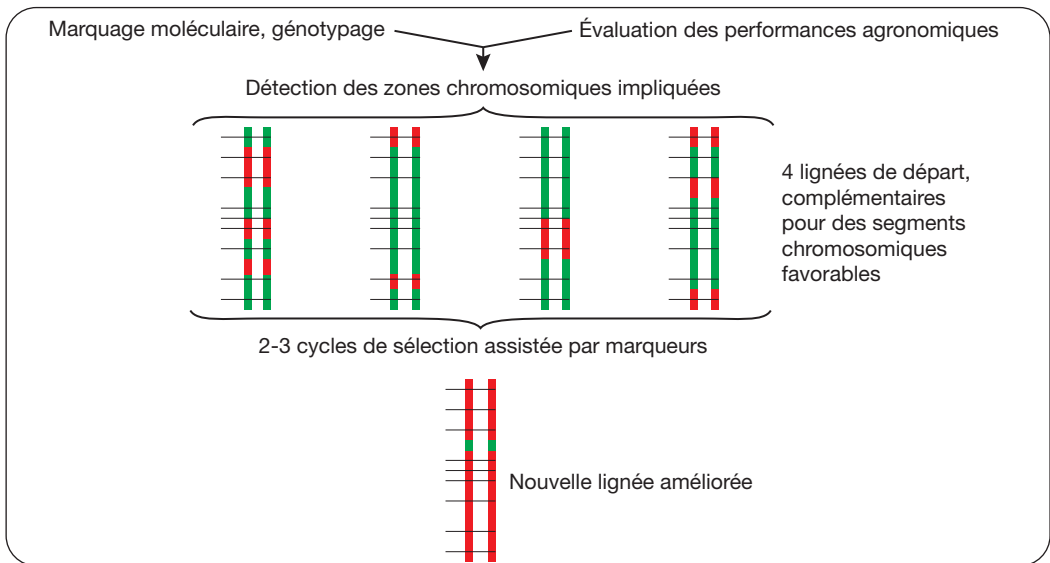 Marquage moléculaire, génotypage
Évaluation des performances agronomiques
Détection des zones chromosomiques impliquées
4 lignées de départ,
complémentaires
pour des segments
chromosomiques
favorables
2-3 cycles de sélection assistée par marqueurs
Nouvelle lignée améliorée